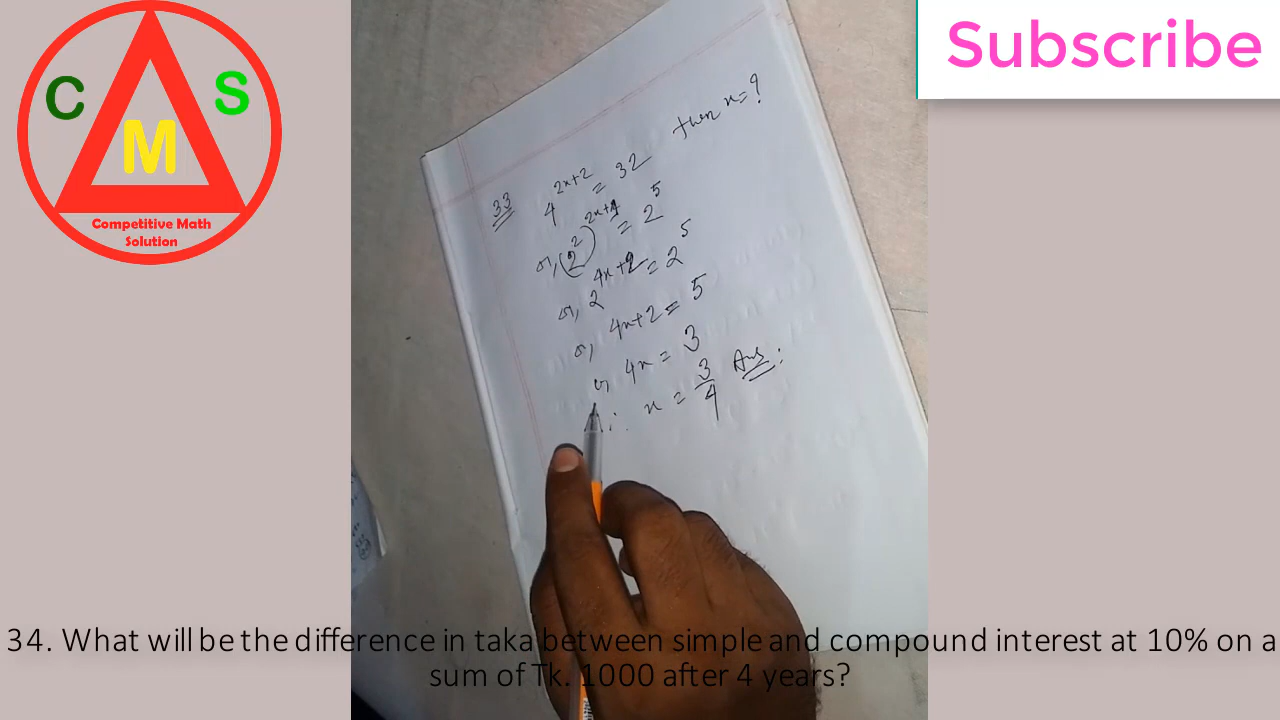 C S
M
Competitive Math
Solution
Subscribe
33 4^{2x+2} = 32 then x = ?
or, (2^2)^{2x+1} = 2^5
or, 2^{4x+2} = 2^5
or, 4x+2 = 5
or 4x = 3
∴ x = 3/4 Ans:
34. What will be the difference in taka between simple and compound interest at 10% on a
sum of Tk. 1000 after 4 years?